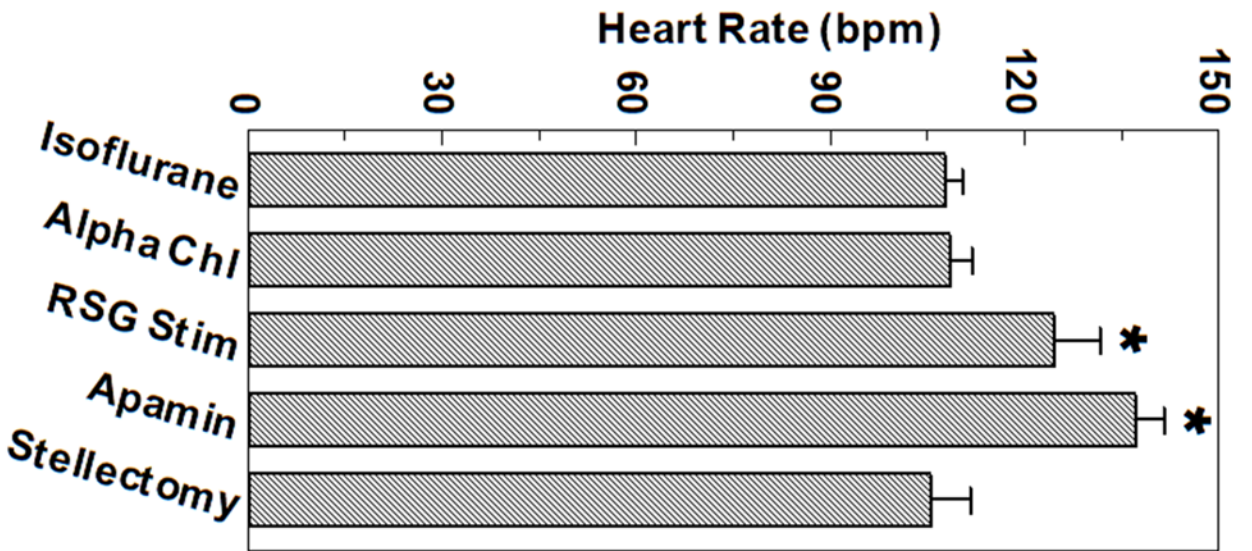 Heart Rate (bpm)
0 30 60 90 120 150
Isoflurane
Alpha Chl
RSG Stim
*
Apamin
*
Stellectomy